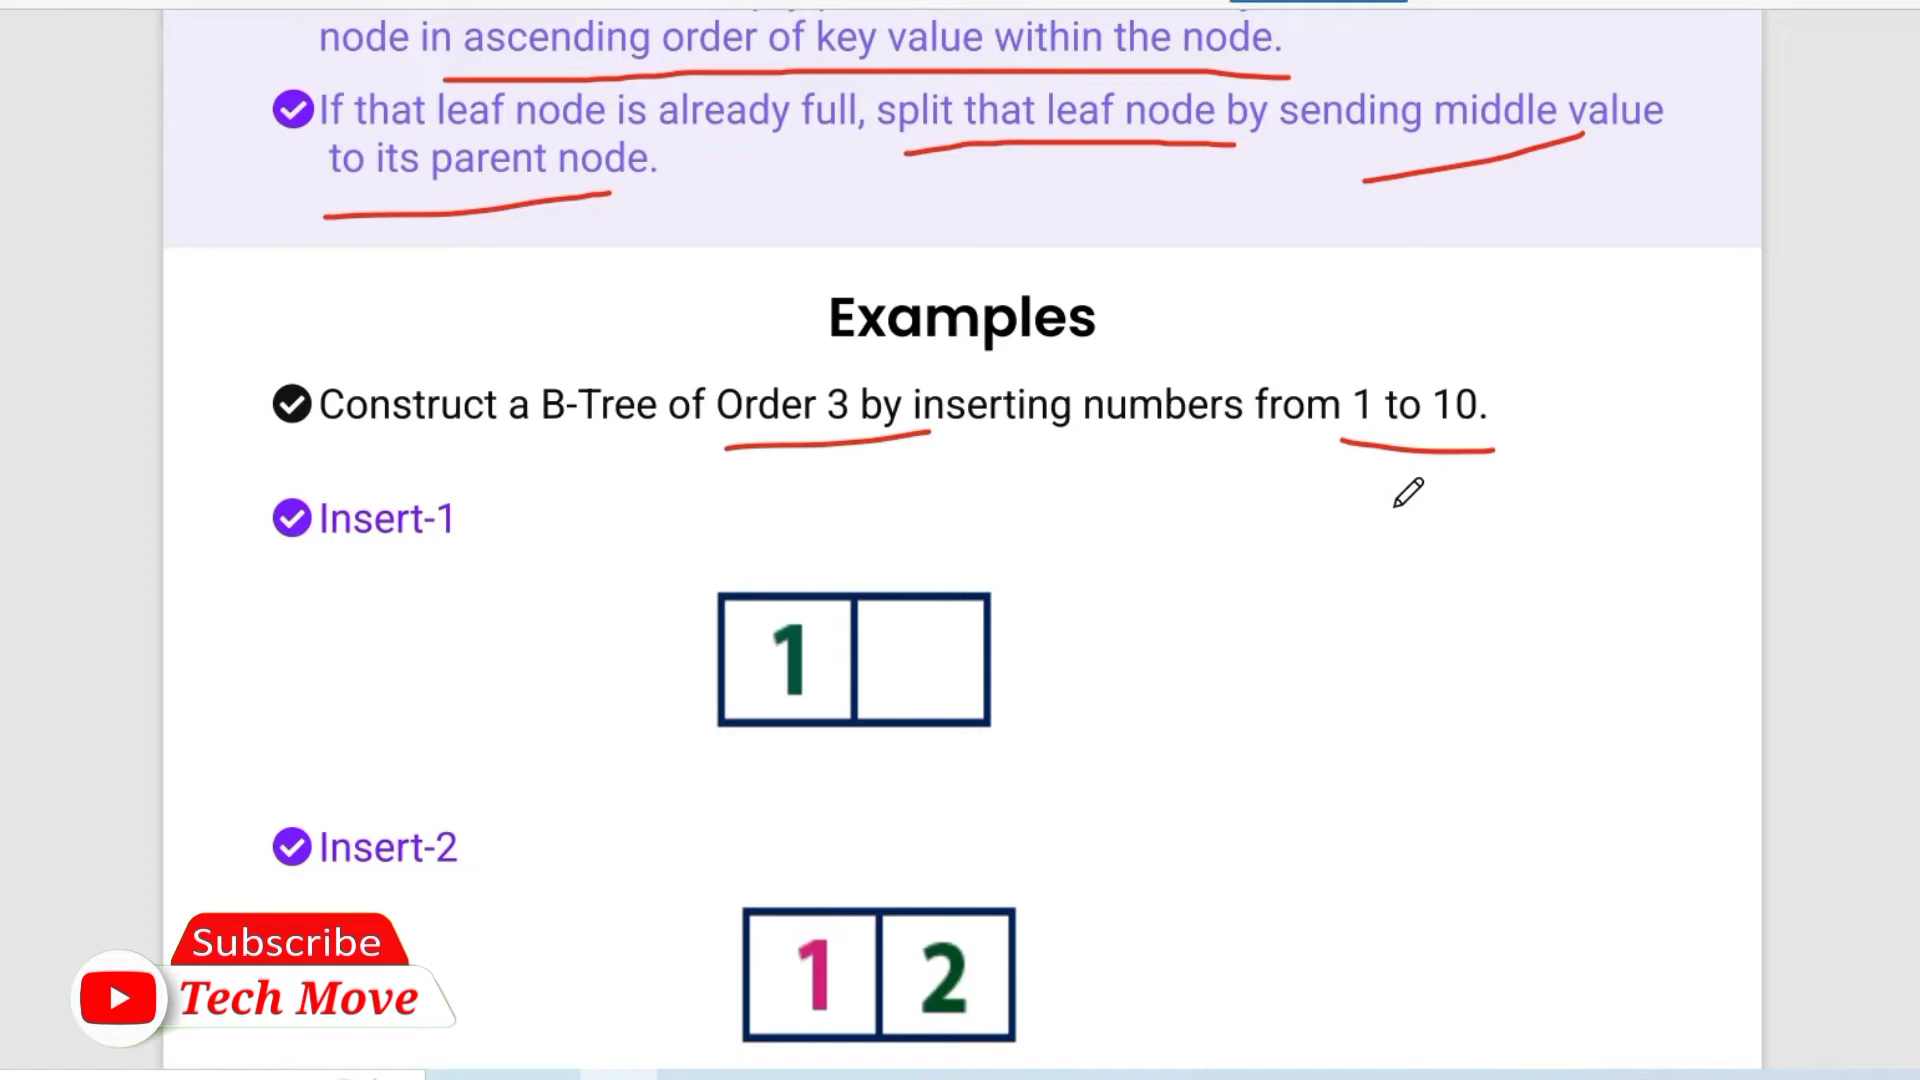 node in ascending order of key value within the node.
If that leaf node is already full, split that leaf node by sending middle value
to its parent node.
Examples
Construct a B-Tree of Order 3 by inserting numbers from 1 to 10.
Insert-1
1
Insert-2
1 2
Subscribe
Tech Move